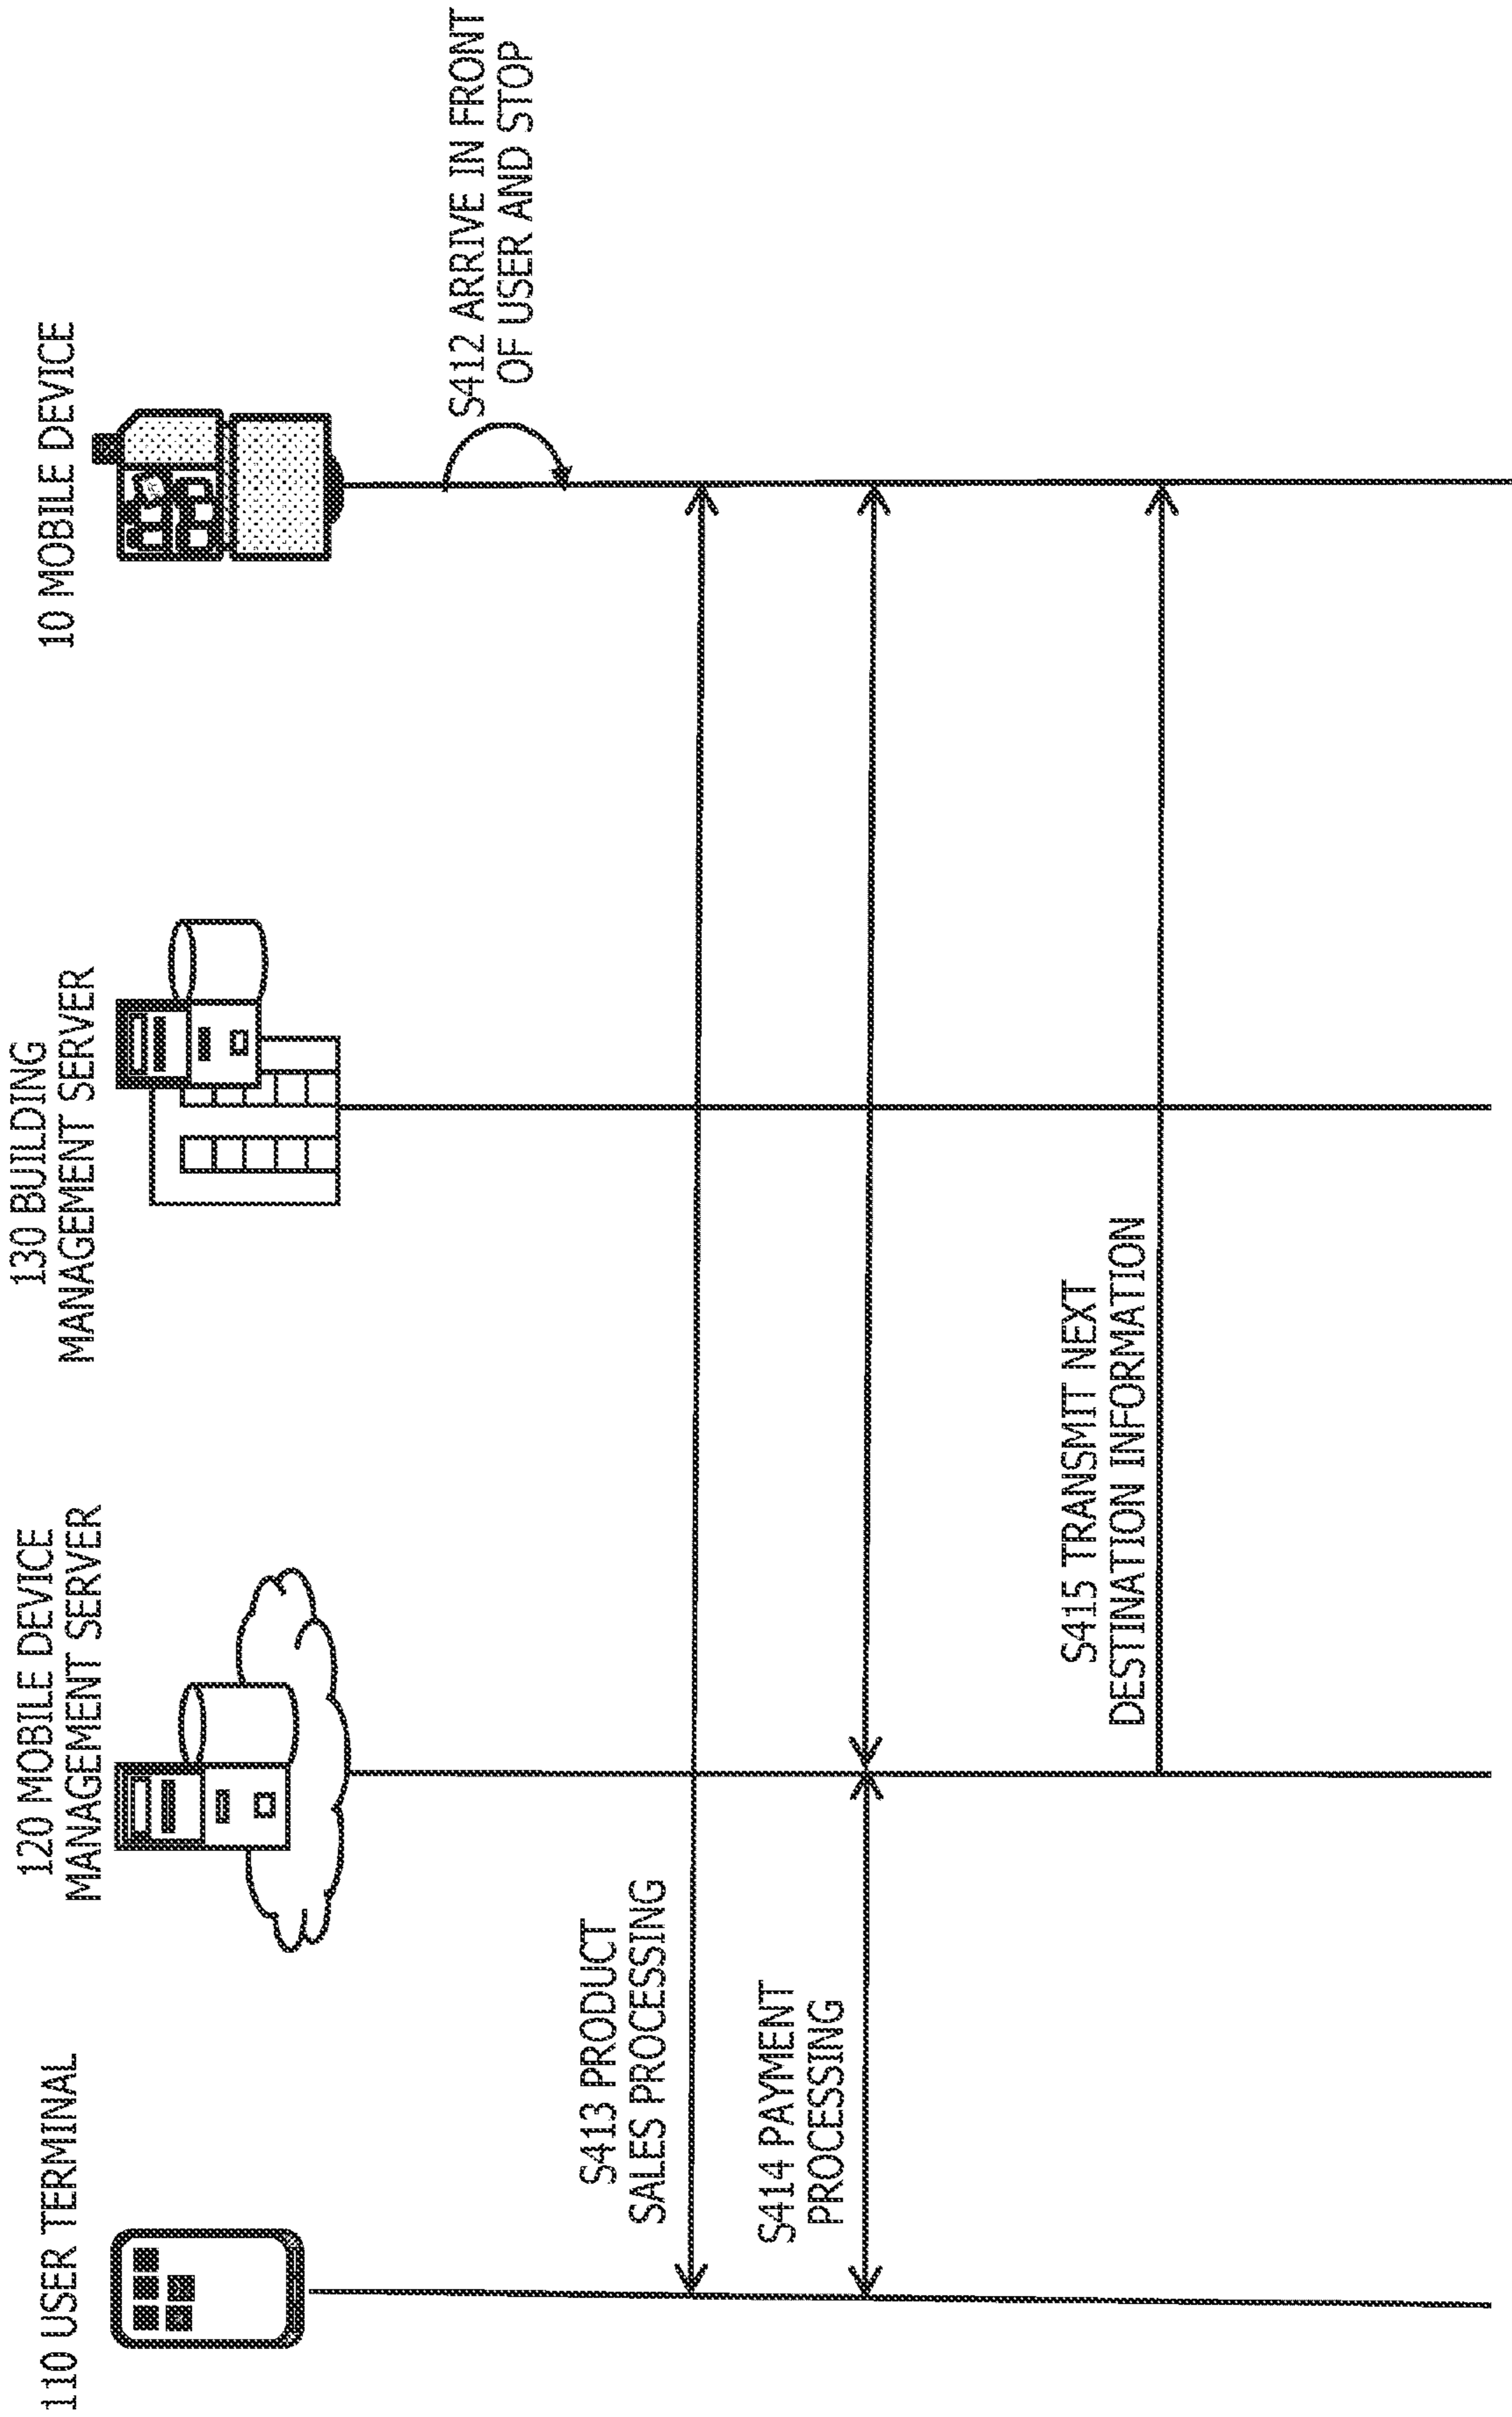 110 USER TERMINAL
120 MOBILE DEVICE
MANAGEMENT SERVER
130 BUILDING
MANAGEMENT SERVER
10 MOBILE DEVICE
S412 ARRIVE IN FRONT
OF USER AND STOP
S413 PRODUCT
SALES PROCESSING
S414 PAYMENT
PROCESSING
S415 TRANSMIT NEXT
DESTINATION INFORMATION